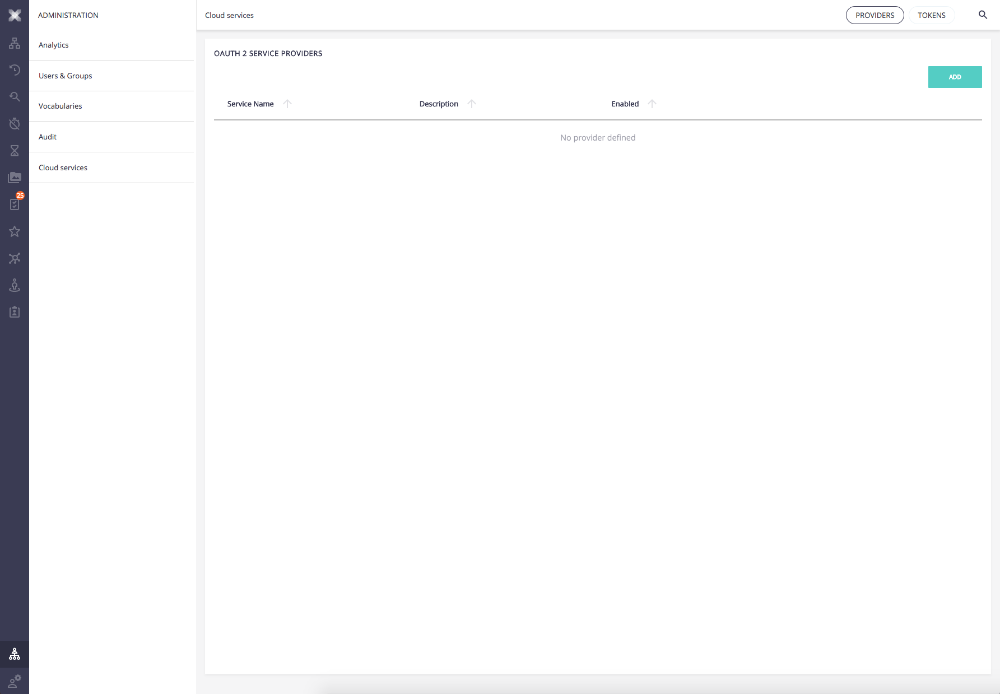 ADMINISTRATION
Analytics
Users & Groups
Vocabularies
Audit
Cloud services
25
Cloud services
PROVIDERS
TOKENS
OAUTH 2 SERVICE PROVIDERS
ADD
Service Name
Description
Enabled
No provider defined